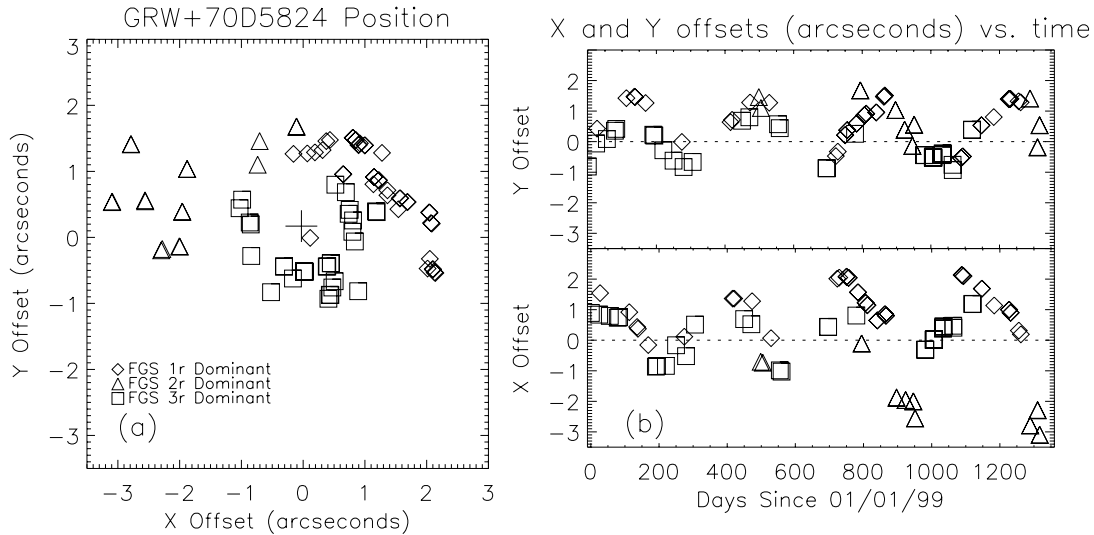 GRW+70D5824 Position
3
2
1
0
−1
−2
−3
Y Offset (arcseconds)
FGS 1r Dominant
FGS 2r Dominant
FGS 3r Dominant
(a)
−3 −2 −1 0 1 2 3
X Offset (arcseconds)
X and Y offsets (arcseconds) vs. time
2
1
0
−1
−2
−3
Y Offset
2
1
0
−1
−2
−3
X Offset
(b)
0 200 400 600 800 1000 1200
Days Since 01/01/99